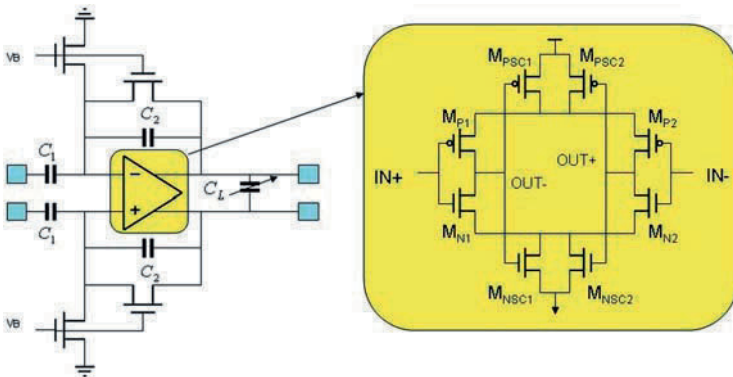 VB
C2
C1
C1
CL
C2
VB
MPSC1 MPSC2
MP1 MP2
IN+ OUT- OUT+ IN-
MN1 MN2
MNSC1 MNSC2
− +